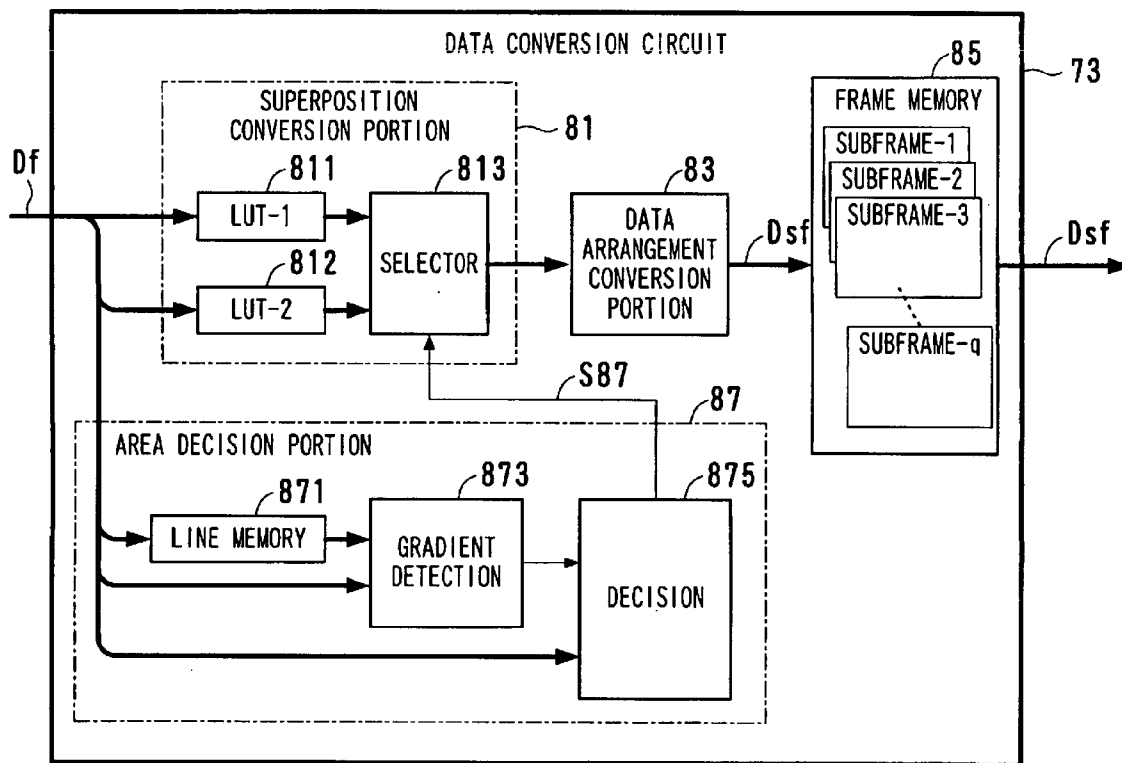 DATA CONVERSION CIRCUIT
73
85
FRAME MEMORY
SUBFRAME-1
SUBFRAME-2
SUBFRAME-3
SUBFRAME-q
SUPERPOSITION
CONVERSION PORTION
81
Df
811
LUT-1
812
LUT-2
813
SELECTOR
83
DATA
ARRANGEMENT
CONVERSION
PORTION
Dsf
Dsf
S87
87
AREA DECISION PORTION
871
LINE MEMORY
873
GRADIENT
DETECTION
875
DECISION